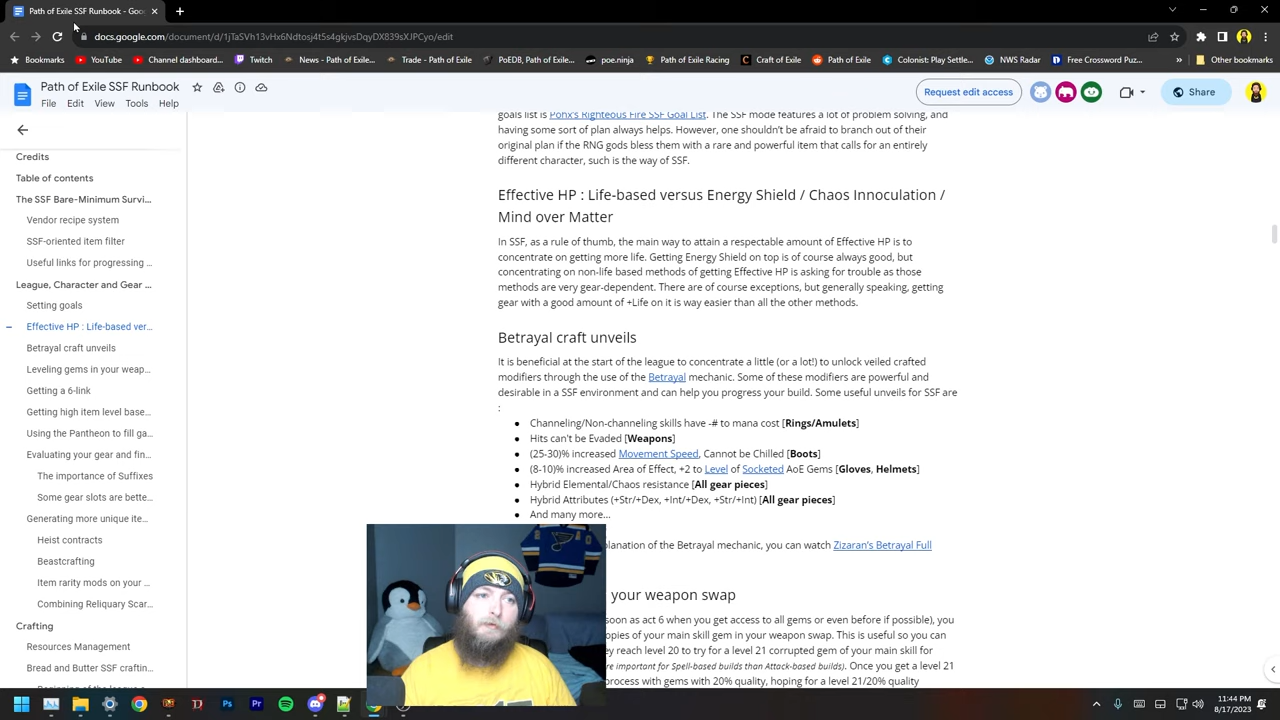 Path of Exile SSF Runbook - Goo
docs.google.com/document/d/1jTaSVh13vHx6Ndtosj4t5s4gkjvsDqyDX839sXJPCyo/edit
Bookmarks YouTube Channel dashboard... Twitch News - Path of Exile Trade - Path of Exile PoEDB, Path of Exile... poe.ninja Path of Exile Racing Craft of Exile Path of Exile Colonist: Play Settle... NWS Radar Free Crossword Puz... » Other bookmarks
Path of Exile SSF Runbook
File Edit View Tools Help
Request edit access
Share
Credits
Table of contents
The SSF Bare-Minimum Survi...
Vendor recipe system
SSF-oriented item filter
Useful links for progressing ...
League, Character and Gear ...
Setting goals
Effective HP : Life-based ver...
Betrayal craft unveils
Leveling gems in your weap...
Getting a 6-link
Getting high item level base...
Using the Pantheon to fill ga...
Evaluating your gear and fin...
The importance of Suffixes
Some gear slots are bette...
Generating more unique ite...
Heist contracts
Beastcrafting
Item rarity mods on your ...
Combining Reliquary Scar...
Crafting
Resources Management
Bread and Butter SSF craftin...
goals list is Pohx's Righteous Fire SSF Goal List. The SSF mode features a lot of problem solving, and
having some sort of plan always helps. However, one shouldn't be afraid to branch out of their
original plan if the RNG gods bless them with a rare and powerful item that calls for an entirely
different character, such is the way of SSF.
Effective HP : Life-based versus Energy Shield / Chaos Innoculation /
Mind over Matter
In SSF, as a rule of thumb, the main way to attain a respectable amount of Effective HP is to
concentrate on getting more life. Getting Energy Shield on top is of course always good, but
concentrating on non-life based methods of getting Effective HP is asking for trouble as those
methods are very gear-dependent. There are of course exceptions, but generally speaking, getting
gear with a good amount of +Life on it is way easier than all the other methods.
Betrayal craft unveils
It is beneficial at the start of the league to concentrate a little (or a lot!) to unlock veiled crafted
modifiers through the use of the Betrayal mechanic. Some of these modifiers are powerful and
desirable in a SSF environment and can help you progress your build. Some useful unveils for SSF are
:
● Channeling/Non-channeling skills have -# to mana cost [Rings/Amulets]
● Hits can't be Evaded [Weapons]
● (25-30)% increased Movement Speed, Cannot be Chilled [Boots]
● (8-10)% increased Area of Effect, +2 to Level of Socketed AoE Gems [Gloves, Helmets]
● Hybrid Elemental/Chaos resistance [All gear pieces]
● Hybrid Attributes (+Str/+Dex, +Int/+Dex, +Str/+Int) [All gear pieces]
● And many more...
planation of the Betrayal mechanic, you can watch Zizaran's Betrayal Full
your weapon swap
soon as act 6 when you get access to all gems or even before if possible), you
opies of your main skill gem in your weapon swap. This is useful so you can
ey reach level 20 to try for a level 21 corrupted gem of your main skill for
re important for Spell-based builds than Attack-based builds). Once you get a level 21
process with gems with 20% quality, hoping for a level 21/20% quality
11:44 PM
8/17/2023